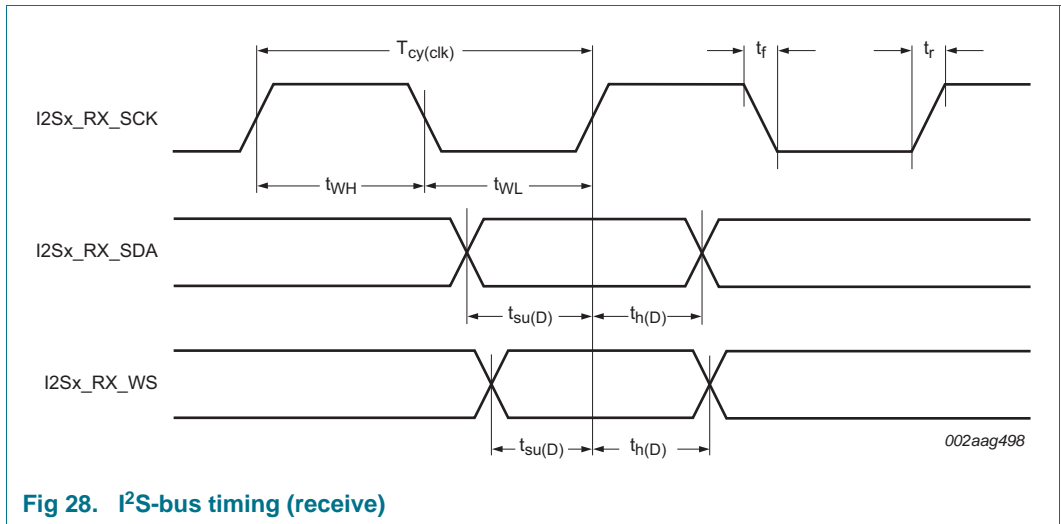 Tcy(clk)
tf
tr
I2Sx_RX_SCK
tWH
tWL
I2Sx_RX_SDA
tsu(D)
th(D)
I2Sx_RX_WS
tsu(D)
th(D)
002aag498
Fig 28. I²S-bus timing (receive)